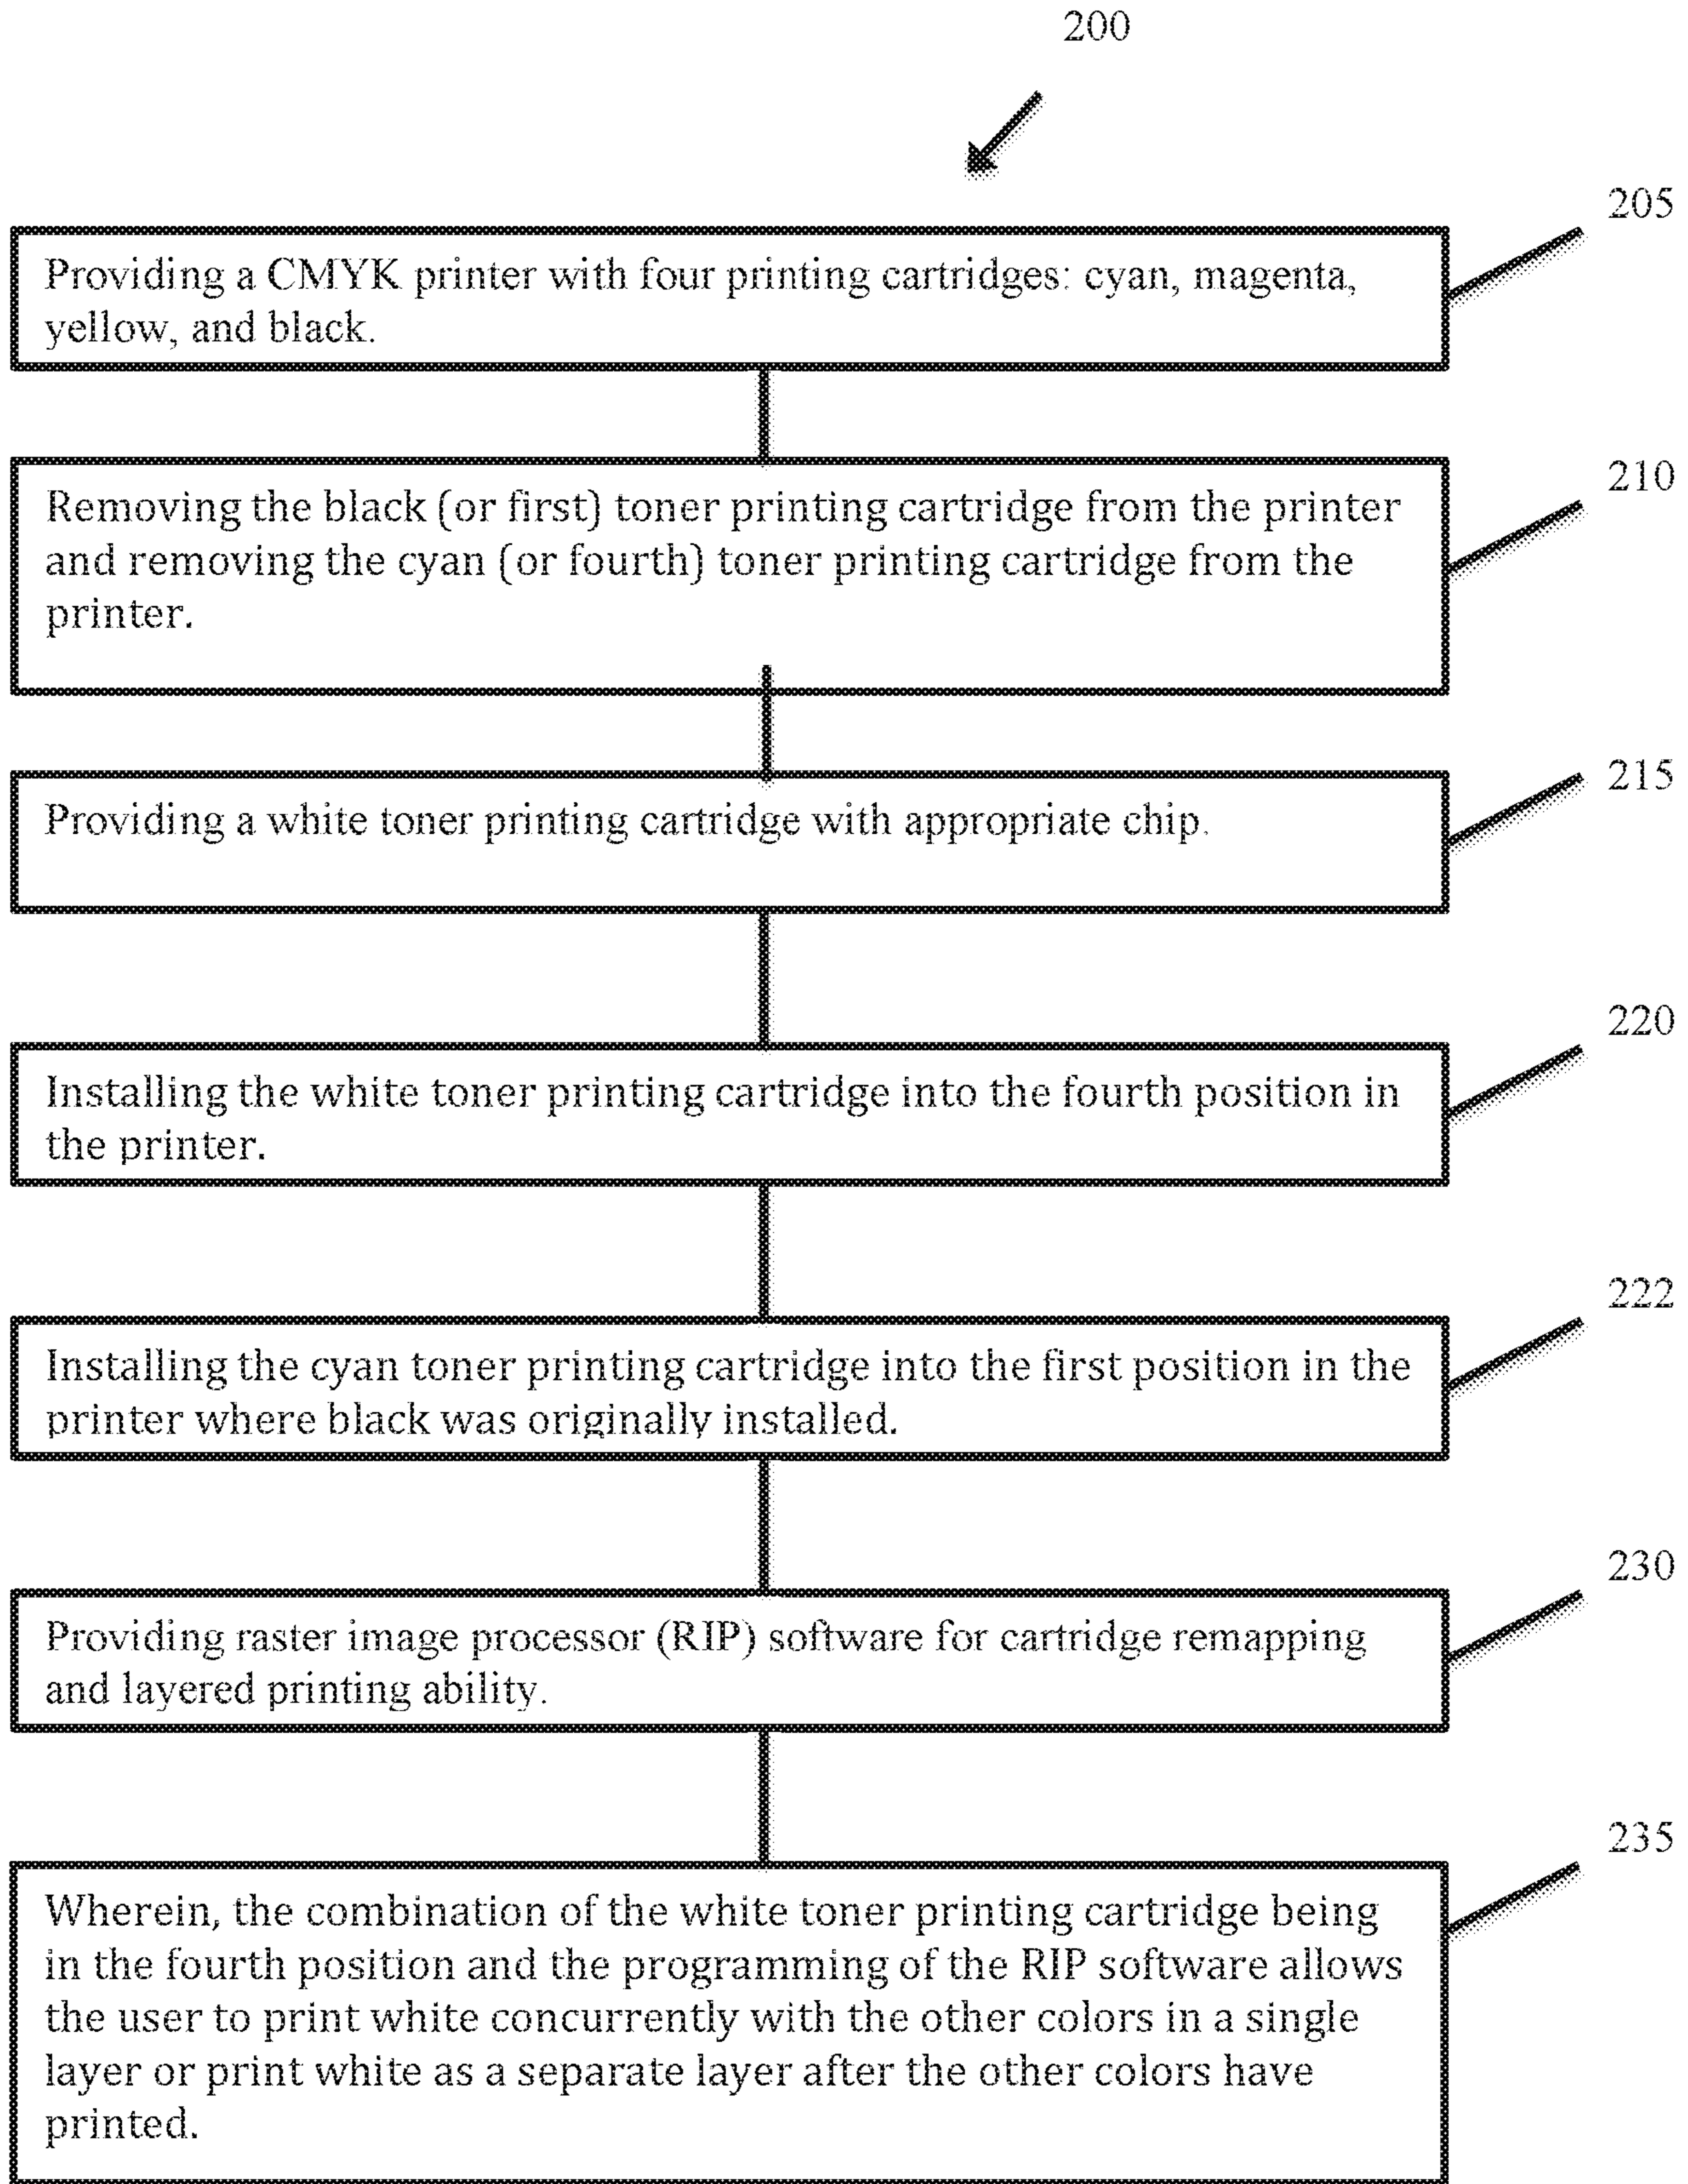 200
205
Providing a CMYK printer with four printing cartridges: cyan, magenta,
yellow, and black.
210
Removing the black (or first) toner printing cartridge from the printer
and removing the cyan (or fourth) toner printing cartridge from the
printer.
215
Providing a white toner printing cartridge with appropriate chip.
220
Installing the white toner printing cartridge into the fourth position in
the printer.
222
Installing the cyan toner printing cartridge into the first position in the
printer where black was originally installed.
230
Providing raster image processor (RIP) software for cartridge remapping
and layered printing ability.
235
Wherein, the combination of the white toner printing cartridge being
in the fourth position and the programming of the RIP software allows
the user to print white concurrently with the other colors in a single
layer or print white as a separate layer after the other colors have
printed.